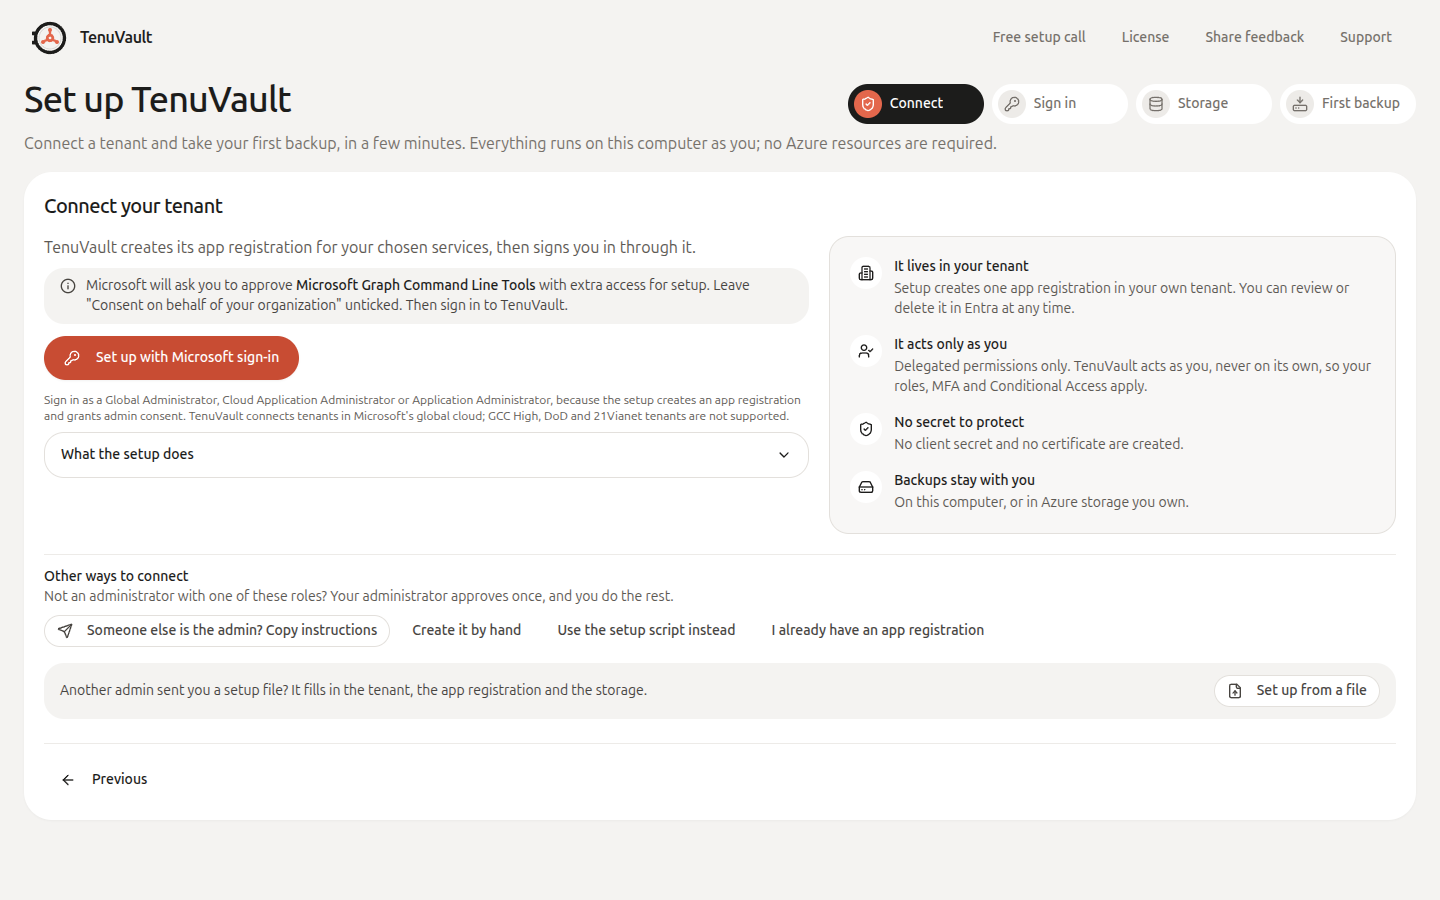 TenuVault
Free setup call
License
Share feedback
Support
Set up TenuVault
Connect
Sign in
Storage
First backup
Connect a tenant and take your first backup, in a few minutes. Everything runs on this computer as you; no Azure resources are required.
Connect your tenant
TenuVault creates its app registration for your chosen services, then signs you in through it.
Microsoft will ask you to approve Microsoft Graph Command Line Tools with extra access for setup. Leave
"Consent on behalf of your organization" unticked. Then sign in to TenuVault.
Set up with Microsoft sign-in
Sign in as a Global Administrator, Cloud Application Administrator or Application Administrator, because the setup creates an app registration
and grants admin consent. TenuVault connects tenants in Microsoft's global cloud; GCC High, DoD and 21Vianet tenants are not supported.
What the setup does
It lives in your tenant
Setup creates one app registration in your own tenant. You can review or
delete it in Entra at any time.
It acts only as you
Delegated permissions only. TenuVault acts as you, never on its own, so your
roles, MFA and Conditional Access apply.
No secret to protect
No client secret and no certificate are created.
Backups stay with you
On this computer, or in Azure storage you own.
Other ways to connect
Not an administrator with one of these roles? Your administrator approves once, and you do the rest.
Someone else is the admin? Copy instructions
Create it by hand
Use the setup script instead
I already have an app registration
Another admin sent you a setup file? It fills in the tenant, the app registration and the storage.
Set up from a file
Previous